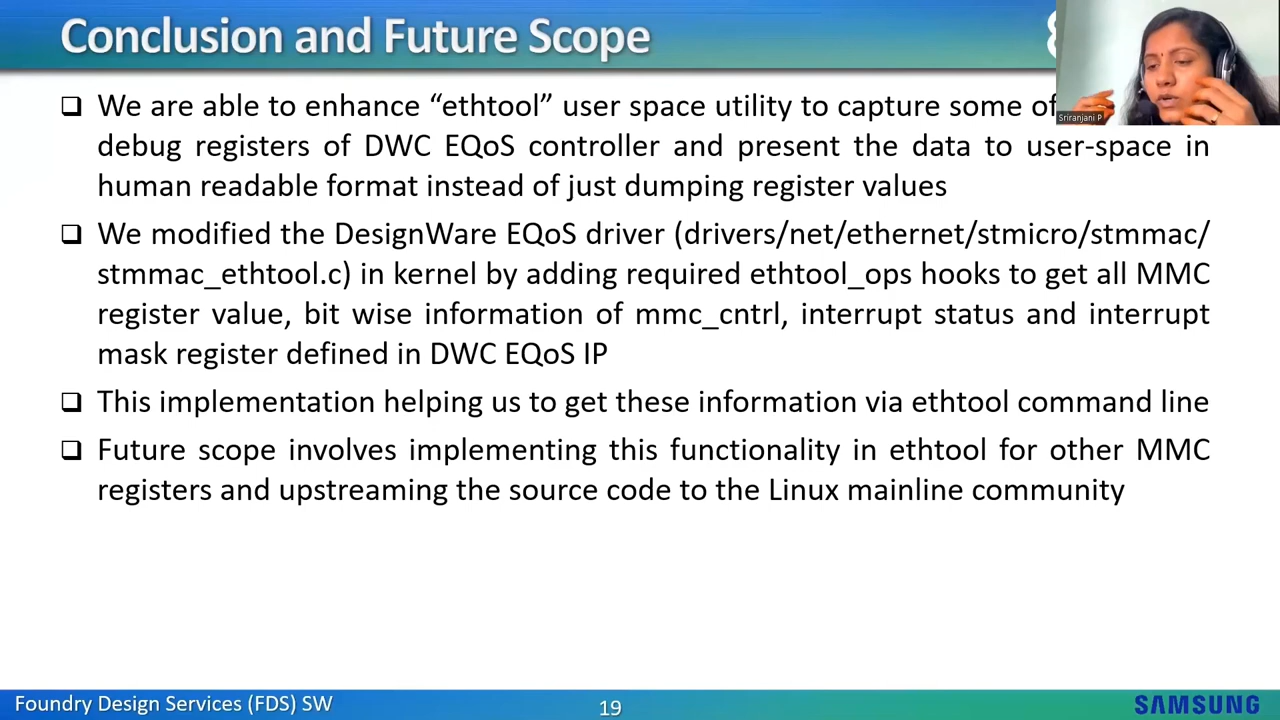 Conclusion and Future Scope
Sriranjani P
❑ We are able to enhance “ethtool” user space utility to capture some of
debug registers of DWC EQoS controller and present the data to user-space in
human readable format instead of just dumping register values
❑ We modified the DesignWare EQoS driver (drivers/net/ethernet/stmicro/stmmac/
stmmac_ethtool.c) in kernel by adding required ethtool_ops hooks to get all MMC
register value, bit wise information of mmc_cntrl, interrupt status and interrupt
mask register defined in DWC EQoS IP
❑ This implementation helping us to get these information via ethtool command line
❑ Future scope involves implementing this functionality in ethtool for other MMC
registers and upstreaming the source code to the Linux mainline community
Foundry Design Services (FDS) SW
19
SAMSUNG